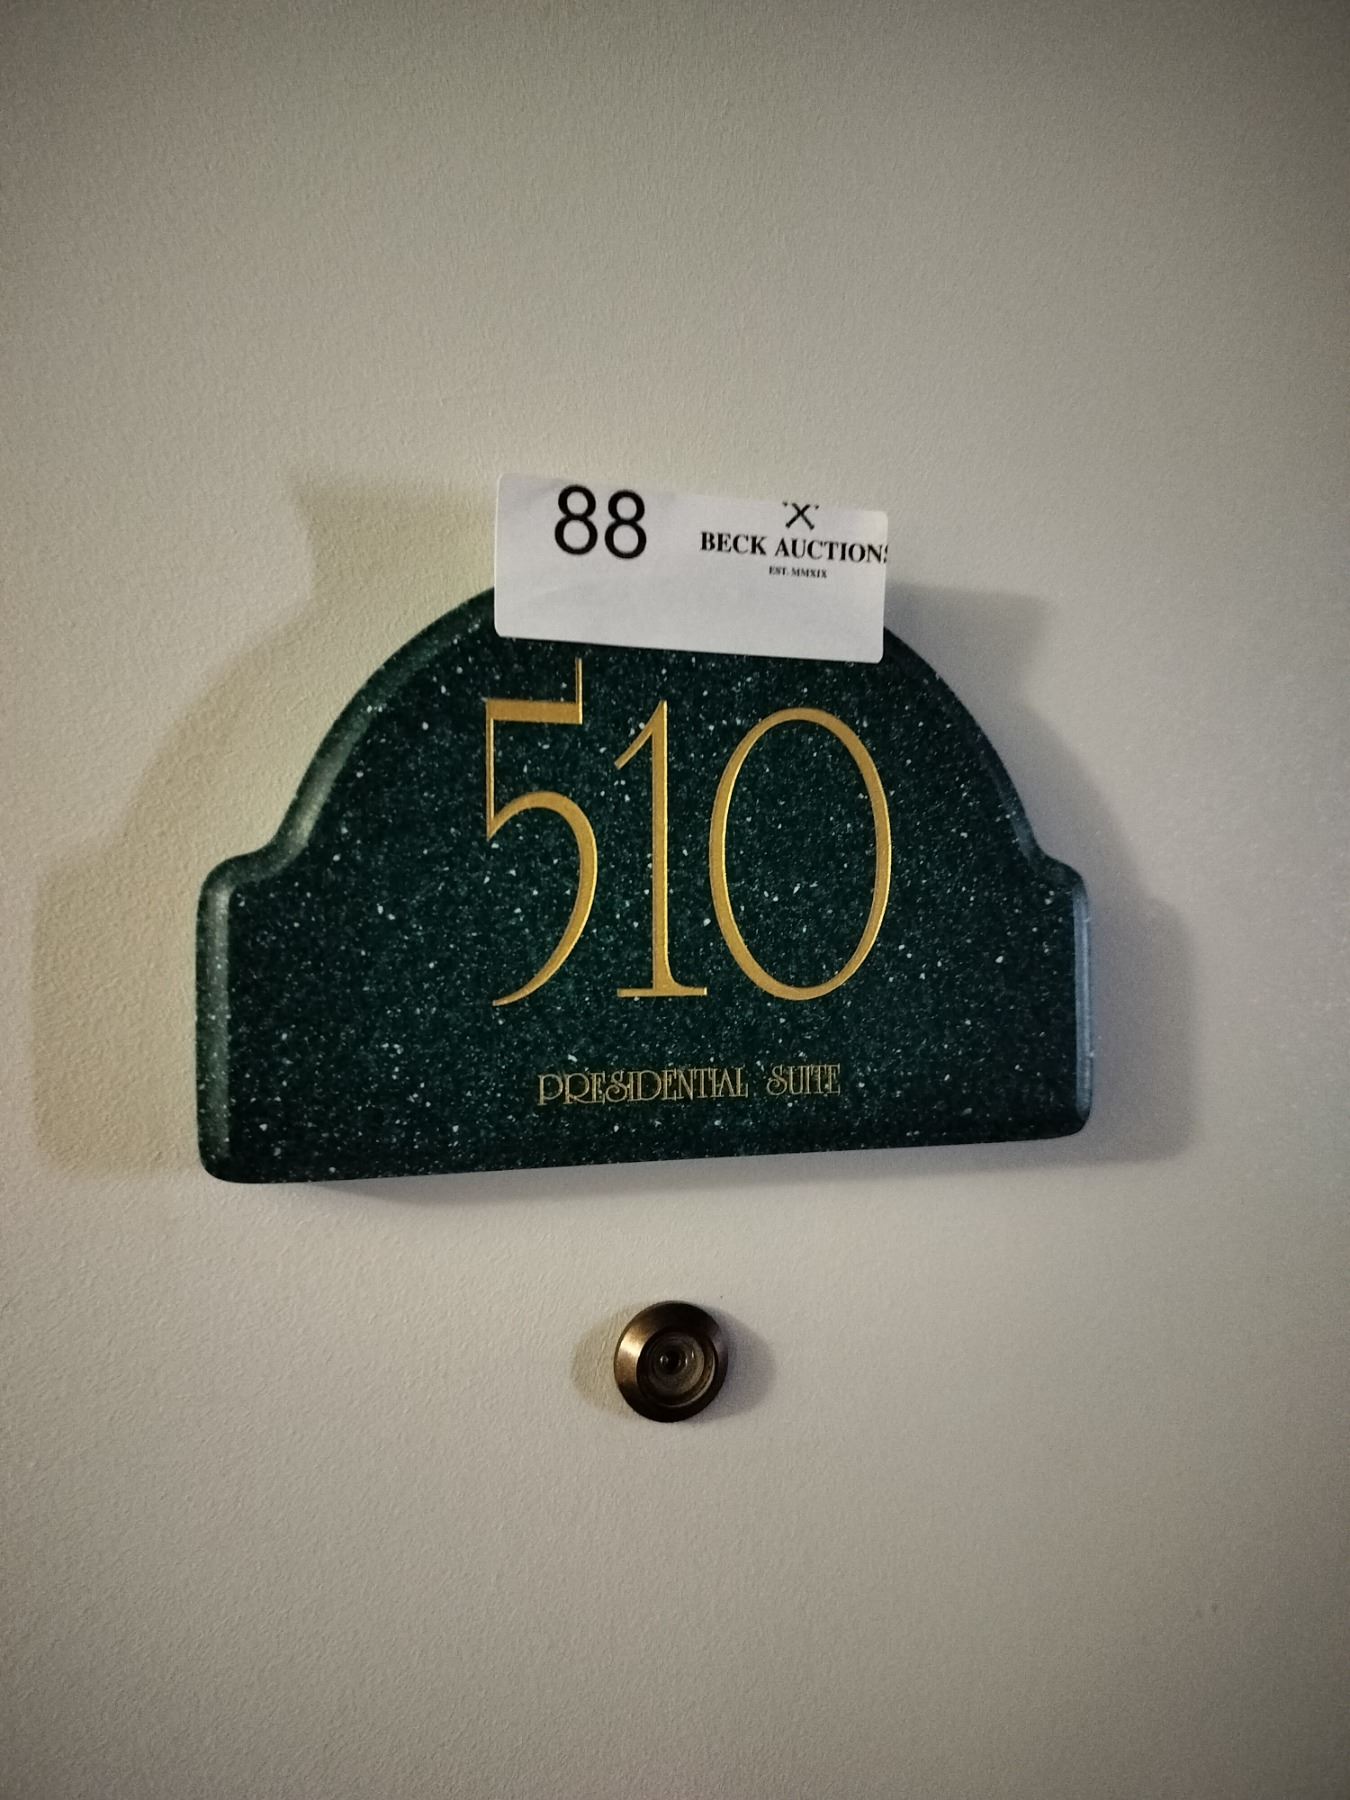 88
BECK AUCTIONS
EST. MMXIX
510
PRESIDENTIAL SUITE